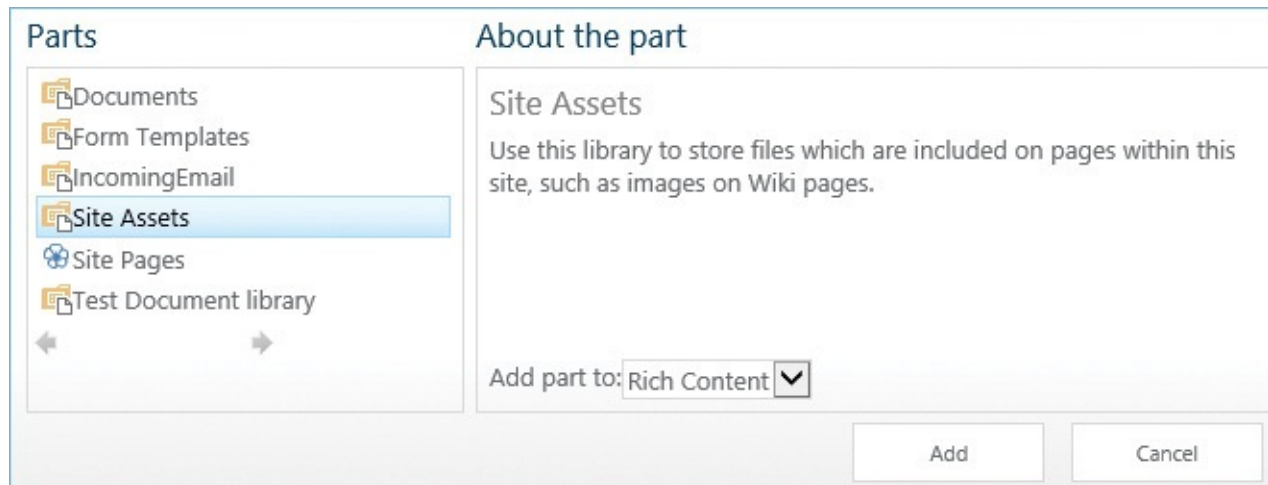 Parts
Documents
Form Templates
IncomingEmail
Site Assets
Site Pages
Test Document library
About the part
Site Assets
Use this library to store files which are included on pages within this
site, such as images on Wiki pages.
Add part to: Rich Content
Add
Cancel